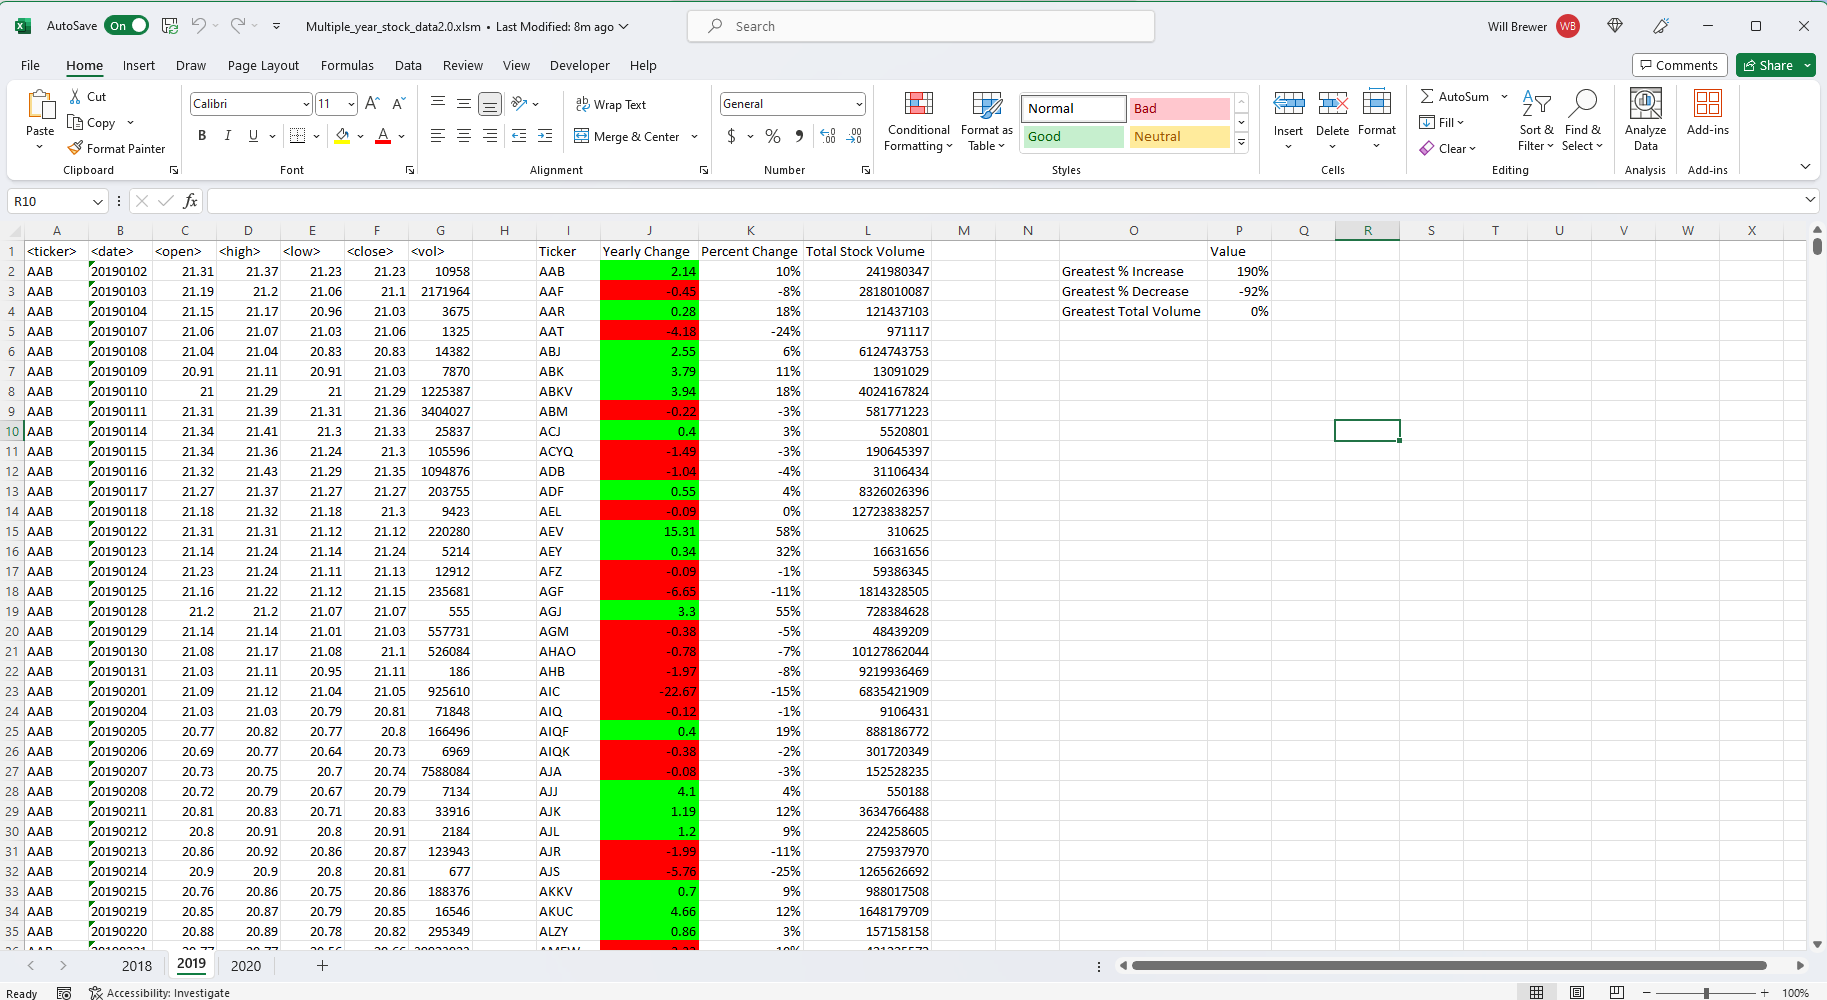 AutoSave On Multiple_year_stock_data2.0.xlsm • Last Modified: 8m ago Search Will Brewer WB
File Home Insert Draw Page Layout Formulas Data Review View Developer Help Comments Share
Paste Cut Copy Format Painter Clipboard
Calibri 11 B I U A Font
Wrap Text Merge & Center Alignment
General $ % Number
Conditional Formatting Format as Table Normal Bad Good Neutral Styles
Insert Delete Format Cells
AutoSum Fill Clear Sort & Filter Find & Select Editing
Analyze Data Analysis
Add-ins Add-ins
R10 fx
A B C D E F G H I J K L M N O P Q R S T U V W X
1 <ticker> <date> <open> <high> <low> <close> <vol> Ticker Yearly Change Percent Change Total Stock Volume Value
2 AAB 20190102 21.31 21.37 21.23 21.23 10958 AAB 2.14 10% 241980347 Greatest % Increase 190%
3 AAB 20190103 21.19 21.2 21.06 21.1 2171964 AAF -0.45 -8% 2818010087 Greatest % Decrease -92%
4 AAB 20190104 21.15 21.17 20.96 21.03 3675 AAR 0.28 18% 121437103 Greatest Total Volume 0%
5 AAB 20190107 21.06 21.07 21.03 21.06 1325 AAT -4.18 -24% 971117
6 AAB 20190108 21.04 21.04 20.83 20.83 14382 ABJ 2.55 6% 6124743753
7 AAB 20190109 20.91 21.11 20.91 21.03 7870 ABK 3.79 11% 13091029
8 AAB 20190110 21 21.29 21 21.29 1225387 ABKV 3.94 18% 4024167824
9 AAB 20190111 21.31 21.39 21.31 21.36 3404027 ABM -0.22 -3% 581771223
10 AAB 20190114 21.34 21.41 21.3 21.33 25837 ACJ 0.4 3% 5520801
11 AAB 20190115 21.34 21.36 21.24 21.3 105596 ACYQ -1.49 -3% 190645397
12 AAB 20190116 21.32 21.43 21.29 21.35 1094876 ADB -1.04 -4% 31106434
13 AAB 20190117 21.27 21.37 21.27 21.27 203755 ADF 0.55 4% 8326026396
14 AAB 20190118 21.18 21.32 21.18 21.3 9423 AEL -0.09 0% 12723838257
15 AAB 20190122 21.31 21.31 21.12 21.12 220280 AEV 15.31 58% 310625
16 AAB 20190123 21.14 21.24 21.14 21.24 5214 AEY 0.34 32% 16631656
17 AAB 20190124 21.23 21.24 21.11 21.13 12912 AFZ -0.09 -1% 59386345
18 AAB 20190125 21.16 21.22 21.12 21.15 235681 AGF -6.65 -11% 1814328505
19 AAB 20190128 21.2 21.2 21.07 21.07 555 AGJ 3.3 55% 728384628
20 AAB 20190129 21.14 21.14 21.01 21.03 557731 AGM -0.38 -5% 48439209
21 AAB 20190130 21.08 21.17 21.08 21.1 526084 AHAO -0.78 -7% 10127862044
22 AAB 20190131 21.03 21.11 20.95 21.11 186 AHB -1.97 -8% 9219936469
23 AAB 20190201 21.09 21.12 21.04 21.05 925610 AIC -22.67 -15% 6835421909
24 AAB 20190204 21.03 21.03 20.79 20.81 71848 AIQ -0.12 -1% 9106431
25 AAB 20190205 20.77 20.82 20.77 20.8 166496 AIQF 0.4 19% 888186772
26 AAB 20190206 20.69 20.77 20.64 20.73 6969 AIQK -0.38 -2% 301720349
27 AAB 20190207 20.73 20.75 20.7 20.74 7588084 AJA -0.08 -3% 152528235
28 AAB 20190208 20.72 20.79 20.67 20.79 7134 AJJ 4.1 4% 550188
29 AAB 20190211 20.81 20.83 20.71 20.83 33916 AJK 1.19 12% 3634766488
30 AAB 20190212 20.8 20.91 20.8 20.91 2184 AJL 1.2 9% 224258605
31 AAB 20190213 20.86 20.92 20.86 20.87 123943 AJR -1.99 -11% 275937970
32 AAB 20190214 20.9 20.9 20.8 20.81 677 AJS -5.76 -25% 1265626692
33 AAB 20190215 20.76 20.86 20.75 20.86 188376 AKKV 0.7 9% 988017508
34 AAB 20190219 20.85 20.87 20.79 20.85 16546 AKUC 4.66 12% 1648179709
35 AAB 20190220 20.88 20.89 20.78 20.82 295349 ALZY 0.86 3% 157158158
2018 2019 2020
Ready Accessibility: Investigate 100%